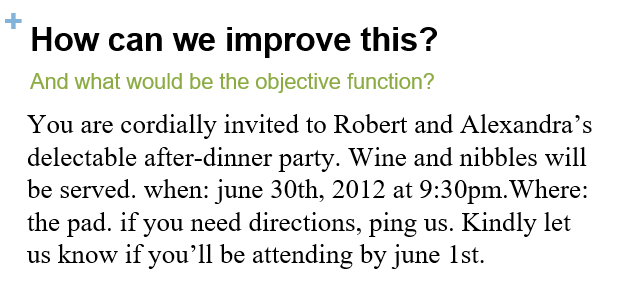 How can we improve this?
And what would be the objective function?
You are cordially invited to Robert and Alexandra’s
delectable after-dinner party. Wine and nibbles will
be served. when: june 30th, 2012 at 9:30pm.Where:
the pad. if you need directions, ping us. Kindly let
us know if you’ll be attending by june 1st.